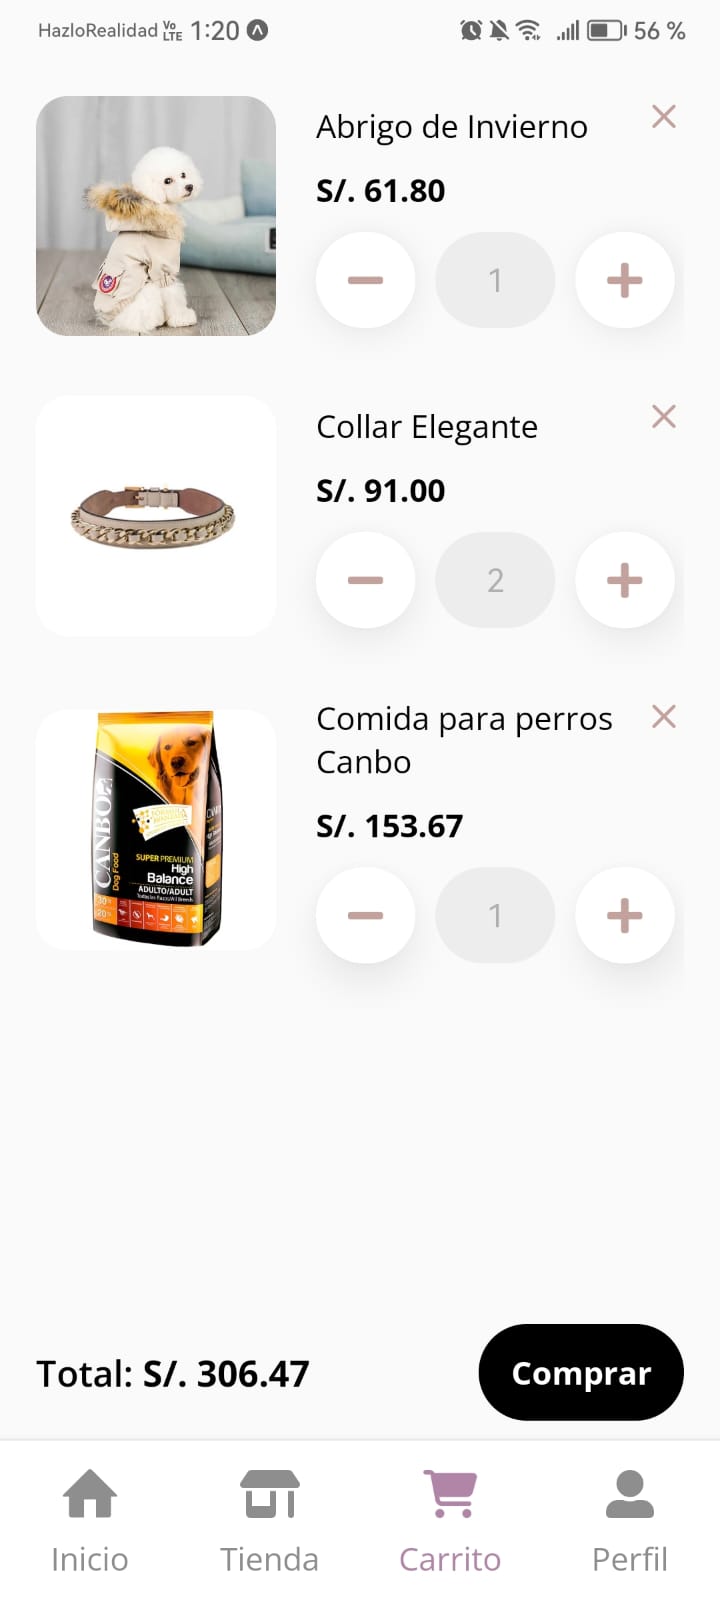 HazloRealidad Vo LTE 1:20 56 %
Abrigo de Invierno
S/. 61.80
1
Collar Elegante
S/. 91.00
2
Comida para perros
Canbo
S/. 153.67
1
CANBO
Dog Food
SUPER PREMIUM
High
Balance
ADULTO/ADULT
Total: S/. 306.47
Comprar
Inicio
Tienda
Carrito
Perfil